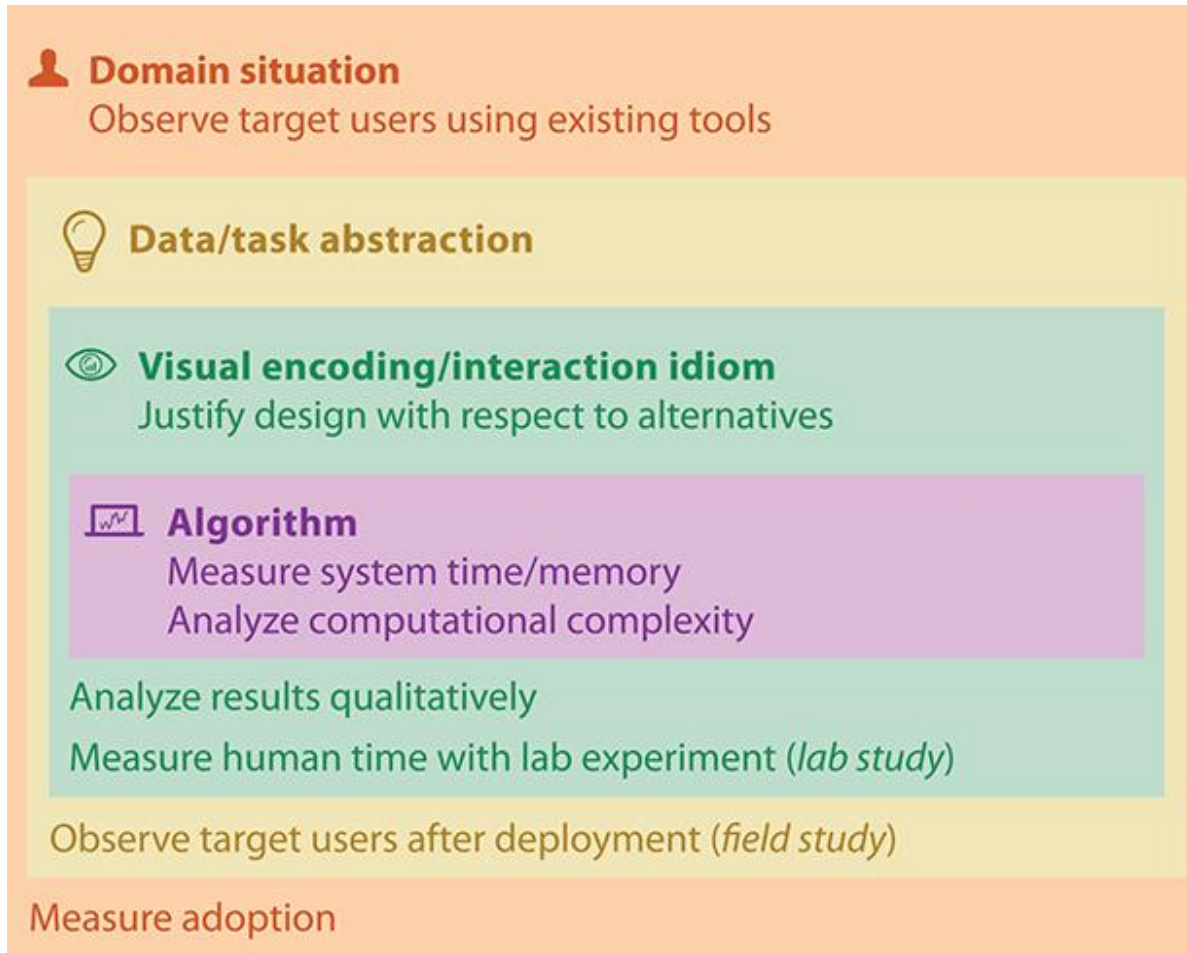 Domain situation
Observe target users using existing tools
Data/task abstraction
Visual encoding/interaction idiom
Justify design with respect to alternatives
Algorithm
Measure system time/memory
Analyze computational complexity
Analyze results qualitatively
Measure human time with lab experiment (lab study)
Observe target users after deployment (field study)
Measure adoption